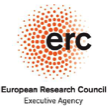 erc
European Research Council
Executive Agency